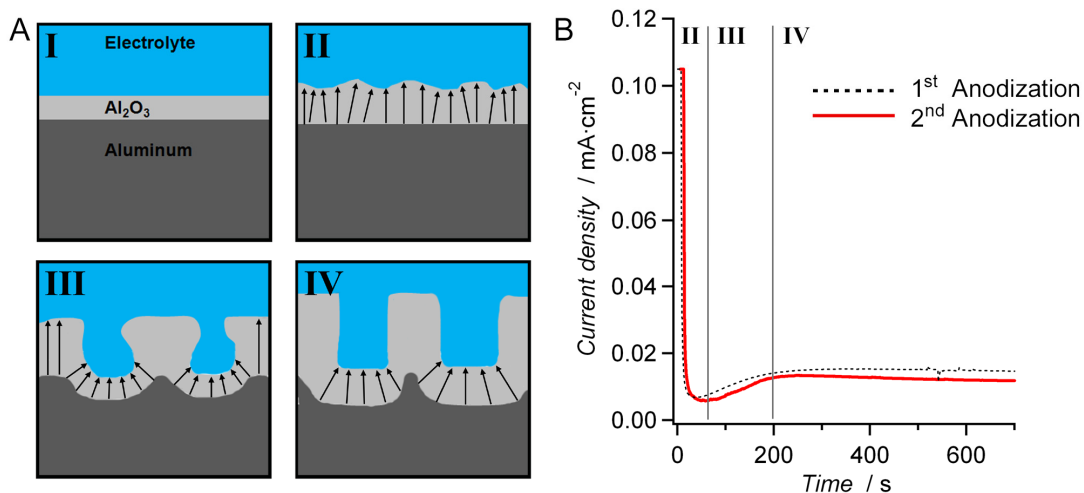 A
I
Electrolyte
Al₂O₃
Aluminum
II
III
IV
B
II III IV
1st Anodization
2nd Anodization
0.12
0.10
0.08
0.06
0.04
0.02
0.00
Current density / mA·cm-2
0 200 400 600
Time / s